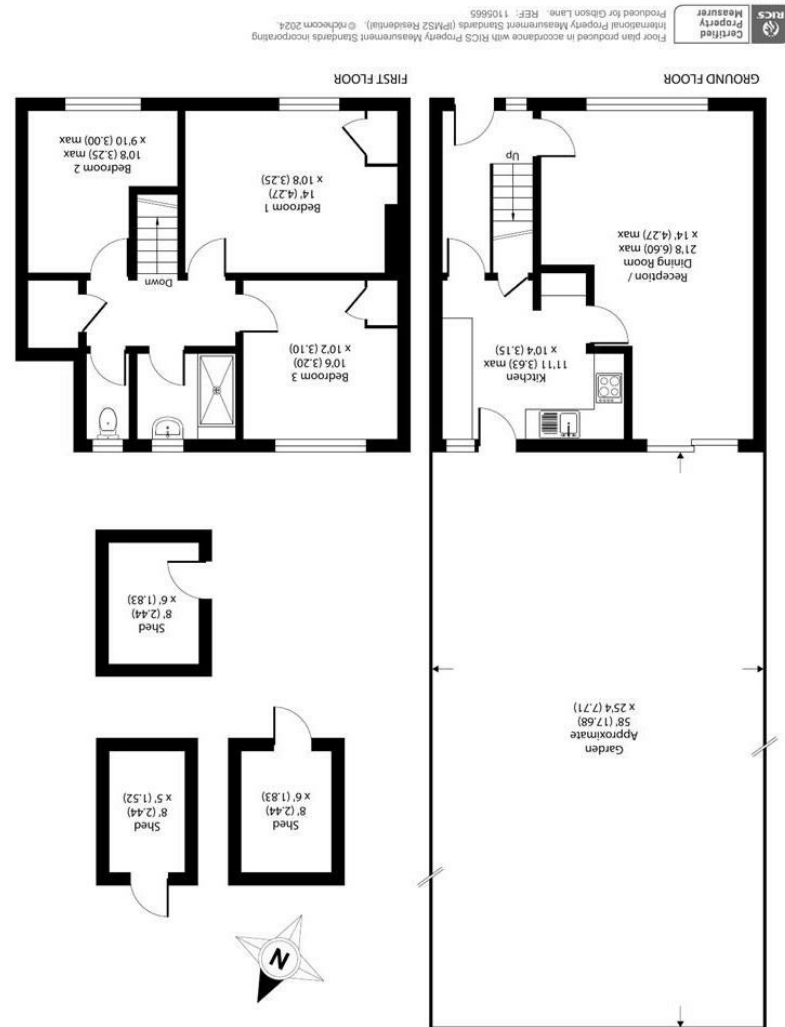 N
Shed
8' (2.44)
x 6' (1.83)
Shed
8' (2.44)
x 5' (1.52)
Garden
Approximate
58' (17.68)
x 25'4 (7.71)
Shed
8' (2.44)
x 6' (1.83)
Kitchen
11'11 (3.63) max
x 10'4 (3.15)
Reception /
Dining Room
21'8 (6.60) max
x 14' (4.27) max
Up
Bedroom 3
10'6 (3.20)
x 10'2 (3.10)
Down
Bedroom 1
14' (4.27)
x 10'8 (3.25)
Bedroom 2
10'8 (3.25) max
x 9'10 (3.00) max
GROUND FLOOR
FIRST FLOOR
RICS
Certified
Property
Measurer
Floor plan produced in accordance with RICS Property Measurement Standards incorporating
International Property Measurement Standards (IPMS2 Residential). © nichecom 2024.
Produced for Gibson Lane. REF: 1105665